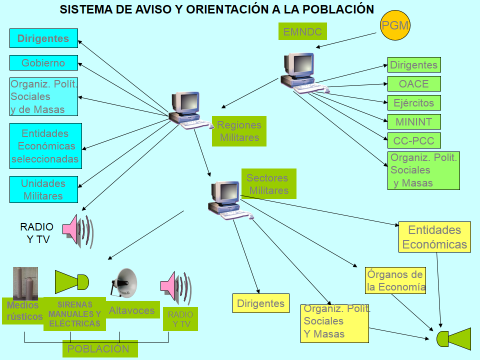 SISTEMA DE AVISO Y ORIENTACIÓN A LA POBLACIÓN
PGM
EMNDC
Dirigentes
Gobierno
Organiz. Polít.
Sociales
y de Masas
Entidades
Económicas
seleccionadas
Unidades
Militares
RADIO
Y TV
Regiones
Militares
Dirigentes
OACE
Ejércitos
MININT
CC-PCC
Organiz. Polit.
Sociales
Y Masas
Sectores
Militares
Entidades
Económicas
Órganos de
la Economía
Dirigentes
Organiz. Polit.
Sociales
Y Masas
Medios
rústicos
SIRENAS
MANUALES Y
ELÉCTRICAS
Altavoces
RADIO
Y TV
POBLACIÓN